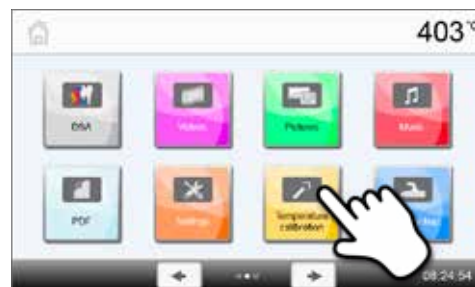 403 °C
DSA
Videos
Pictures
Music
PDF
Settings
Temperature
calibration
08:24:54